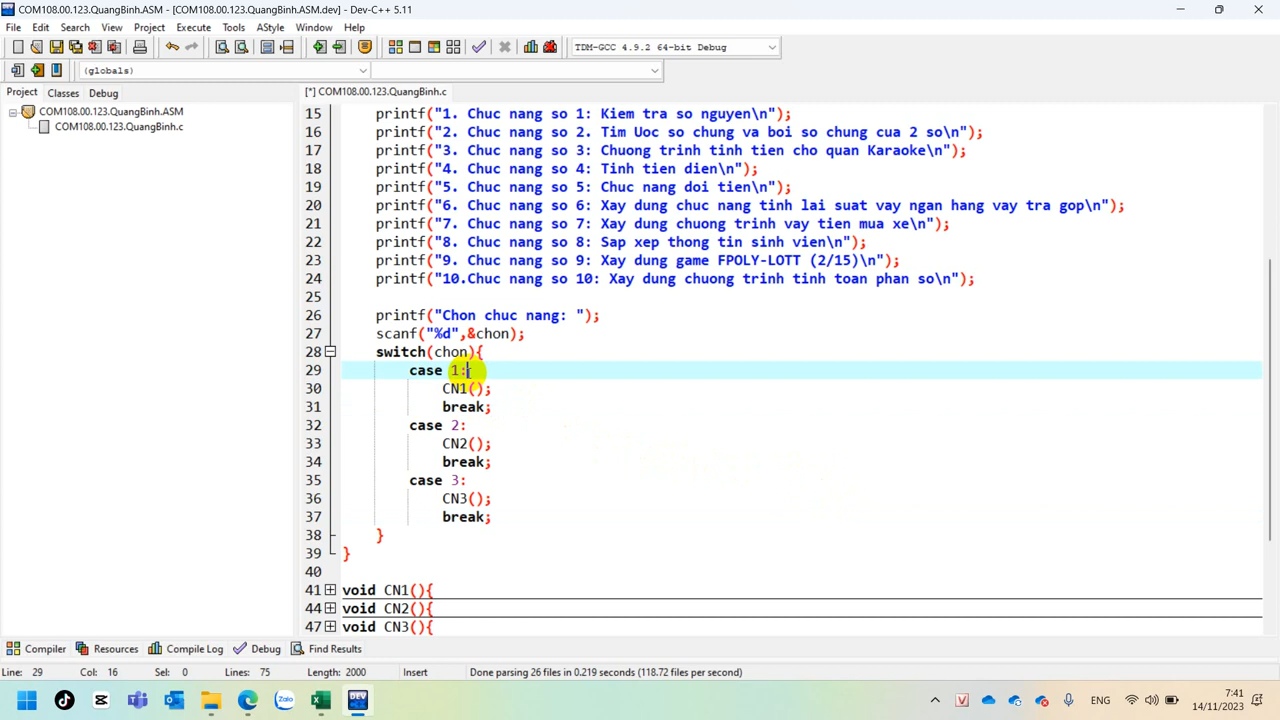 COM108.00.123.QuangBinh.ASM - [COM108.00.123.QuangBinh.ASM.dev] - Dev-C++ 5.11
File Edit Search View Project Execute Tools AStyle Window Help
TDM-GCC 4.9.2 64-bit Debug
(globals)
Project Classes Debug
[*] COM108.00.123.QuangBinh.c
COM108.00.123.QuangBinh.ASM
COM108.00.123.QuangBinh.c
15 printf("1. Chuc nang so 1: Kiem tra so nguyen\n");
16 printf("2. Chuc nang so 2. Tim Uoc so chung va boi so chung cua 2 so\n");
17 printf("3. Chuc nang so 3: Chuong trinh tinh tien cho quan Karaoke\n");
18 printf("4. Chuc nang so 4: Tinh tien dien\n");
19 printf("5. Chuc nang so 5: Chuc nang doi tien\n");
20 printf("6. Chuc nang so 6: Xay dung chuc nang tinh lai suat vay ngan hang vay tra gop\n");
21 printf("7. Chuc nang so 7: Xay dung chuong trinh vay tien mua xe\n");
22 printf("8. Chuc nang so 8: Sap xep thong tin sinh vien\n");
23 printf("9. Chuc nang so 9: Xay dung game FPOLY-LOTT (2/15)\n");
24 printf("10.Chuc nang so 10: Xay dung chuong trinh tinh toan phan so\n");
25
26 printf("Chon chuc nang: ");
27 scanf("%d",&chon);
28 switch(chon){
29 case 1:
30 CN1();
31 break;
32 case 2:
33 CN2();
34 break;
35 case 3:
36 CN3();
37 break;
38 }
39 }
40
41 void CN1(){
44 void CN2(){
47 void CN3(){
Compiler Resources Compile Log Debug Find Results
Line: 29 Col: 16 Sel: 0 Lines: 75 Length: 2000 Insert Done parsing 26 files in 0.219 seconds (118.72 files per second)
Zalo DEV V ENG 7:41
14/11/2023